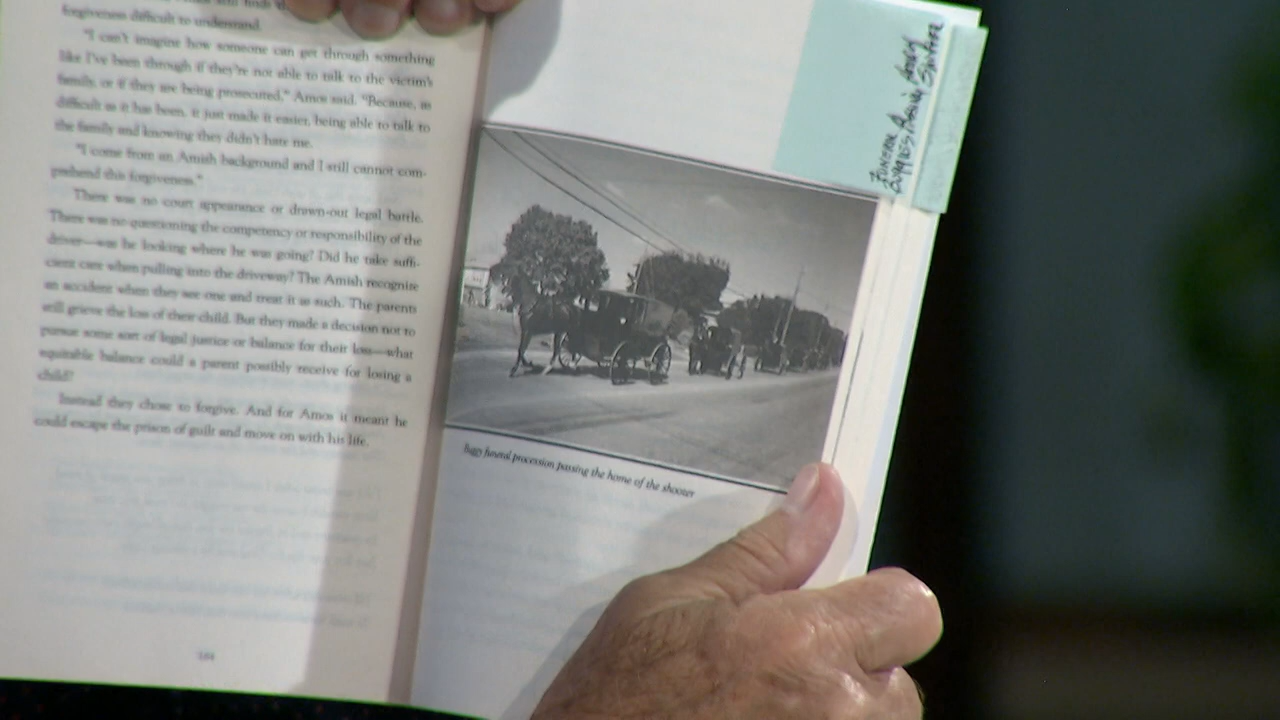 forgiveness difficult to understand.
"I can't imagine how someone can get through something
like I've been through if they're not able to talk to the victim's
family, or if they are being prosecuted," Amos said. "Because, as
difficult as it has been, it just made it easier, being able to talk to
the family and knowing they didn't hate me.
"I come from an Amish background and I still cannot com-
prehend this forgiveness."
There was no court appearance or drawn-out legal battle.
There was no questioning the competency or responsibility of the
driver—was he looking where he was going? Did he take suffi-
cient care when pulling into the driveway? The Amish recognize
an accident when they see one and treat it as such. The parents
still grieve the loss of their child. But they made a decision not to
pursue some sort of legal justice or balance for their loss—what
equitable balance could a parent possibly receive for losing a
child?
Instead they chose to forgive. And for Amos it meant he
could escape the prison of guilt and move on with his life.
Buggy funeral procession passing the home of the shooter
Funeral